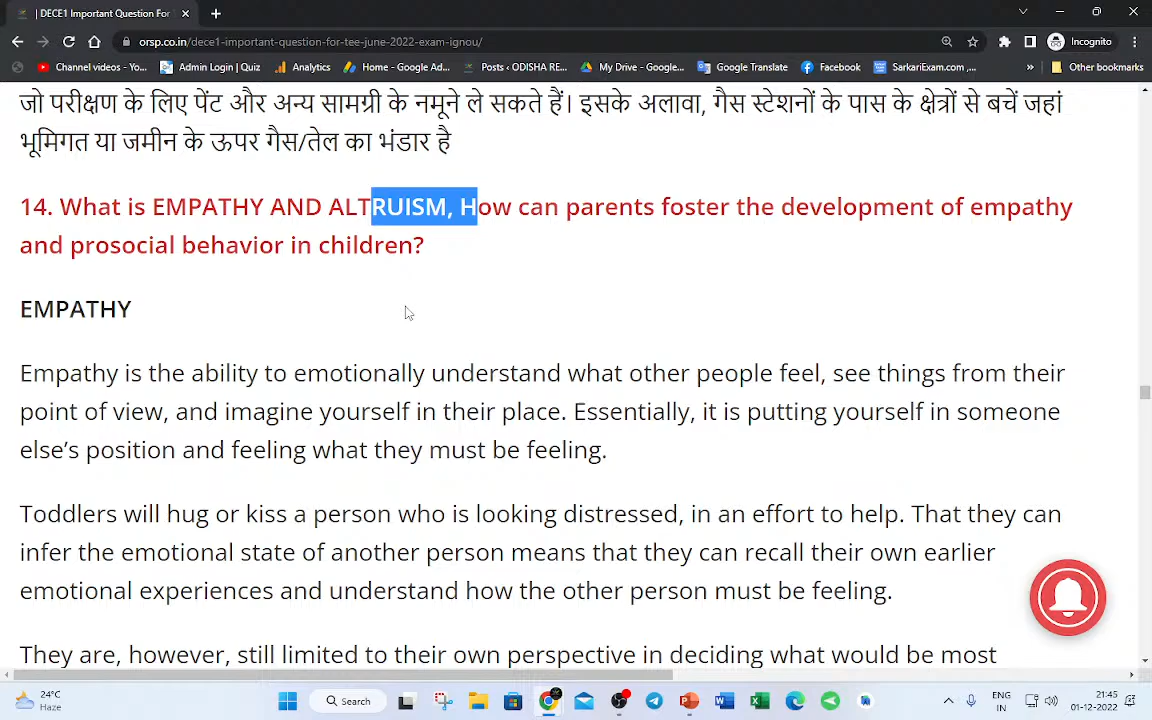 | DECE1 Important Question For
orsp.co.in/dece1-important-question-for-tee-june-2022-exam-ignou/
Incognito
Channel videos - Yo...
Admin Login | Quiz
Analytics
Home - Google Ad...
Posts ‹ ODISHA RE...
My Drive - Google...
Google Translate
Facebook
SarkariExam.com ,...
»
Other bookmarks
जो परीक्षण के लिए पेंट और अन्य सामग्री के नमूने ले सकते हैं। इसके अलावा, गैस स्टेशनों के पास के क्षेत्रों से बचें जहां
भूमिगत या जमीन के ऊपर गैस/तेल का भंडार है
14. What is EMPATHY AND ALTRUISM, How can parents foster the development of empathy
and prosocial behavior in children?
EMPATHY
Empathy is the ability to emotionally understand what other people feel, see things from their
point of view, and imagine yourself in their place. Essentially, it is putting yourself in someone
else’s position and feeling what they must be feeling.
Toddlers will hug or kiss a person who is looking distressed, in an effort to help. That they can
infer the emotional state of another person means that they can recall their own earlier
emotional experiences and understand how the other person must be feeling.
They are, however, still limited to their own perspective in deciding what would be most
24°C
Haze
Search
ENG
IN
21:45
01-12-2022